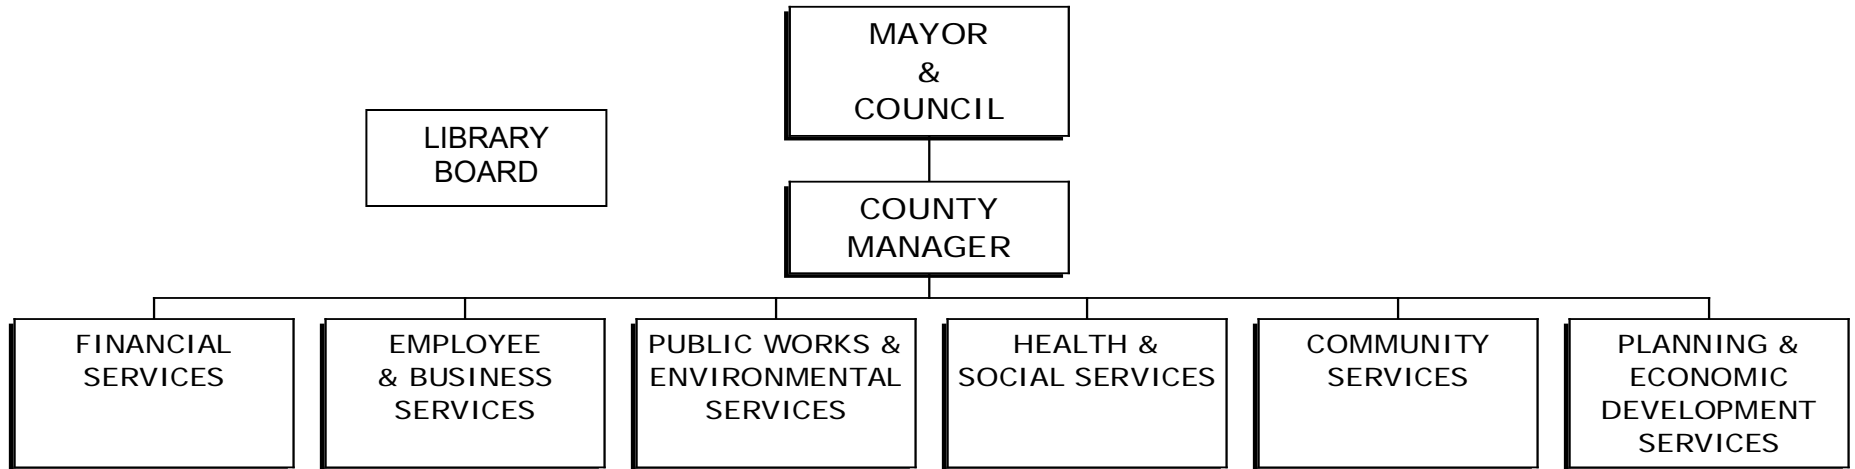 MAYOR
&
COUNCIL
LIBRARY
BOARD
COUNTY
MANAGER
FINANCIAL
SERVICES
EMPLOYEE
& BUSINESS
SERVICES
PUBLIC WORKS &
ENVIRONMENTAL
SERVICES
HEALTH &
SOCIAL SERVICES
COMMUNITY
SERVICES
PLANNING &
ECONOMIC
DEVELOPMENT
SERVICES